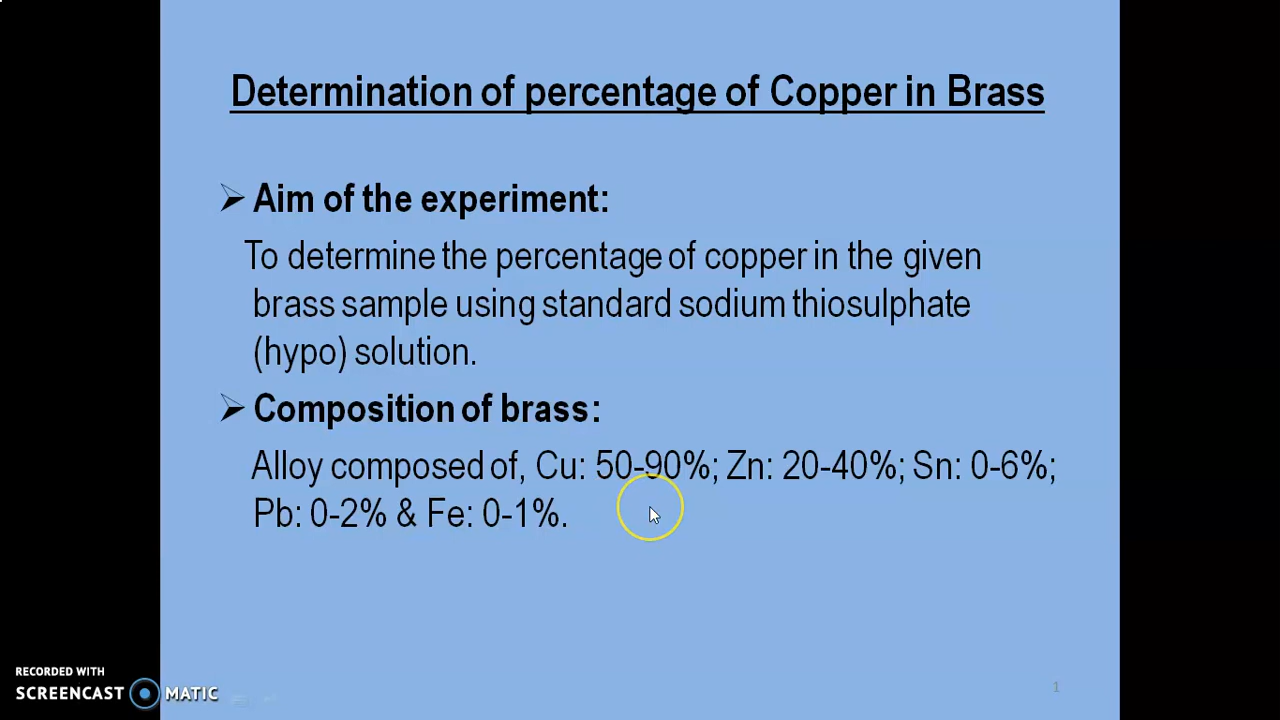 Determination of percentage of Copper in Brass
Aim of the experiment:
To determine the percentage of copper in the given
brass sample using standard sodium thiosulphate
(hypo) solution.
Composition of brass:
Alloy composed of, Cu: 50-90%; Zn: 20-40%; Sn: 0-6%;
Pb: 0-2% & Fe: 0-1%.
RECORDED WITH
SCREENCAST MATIC
1